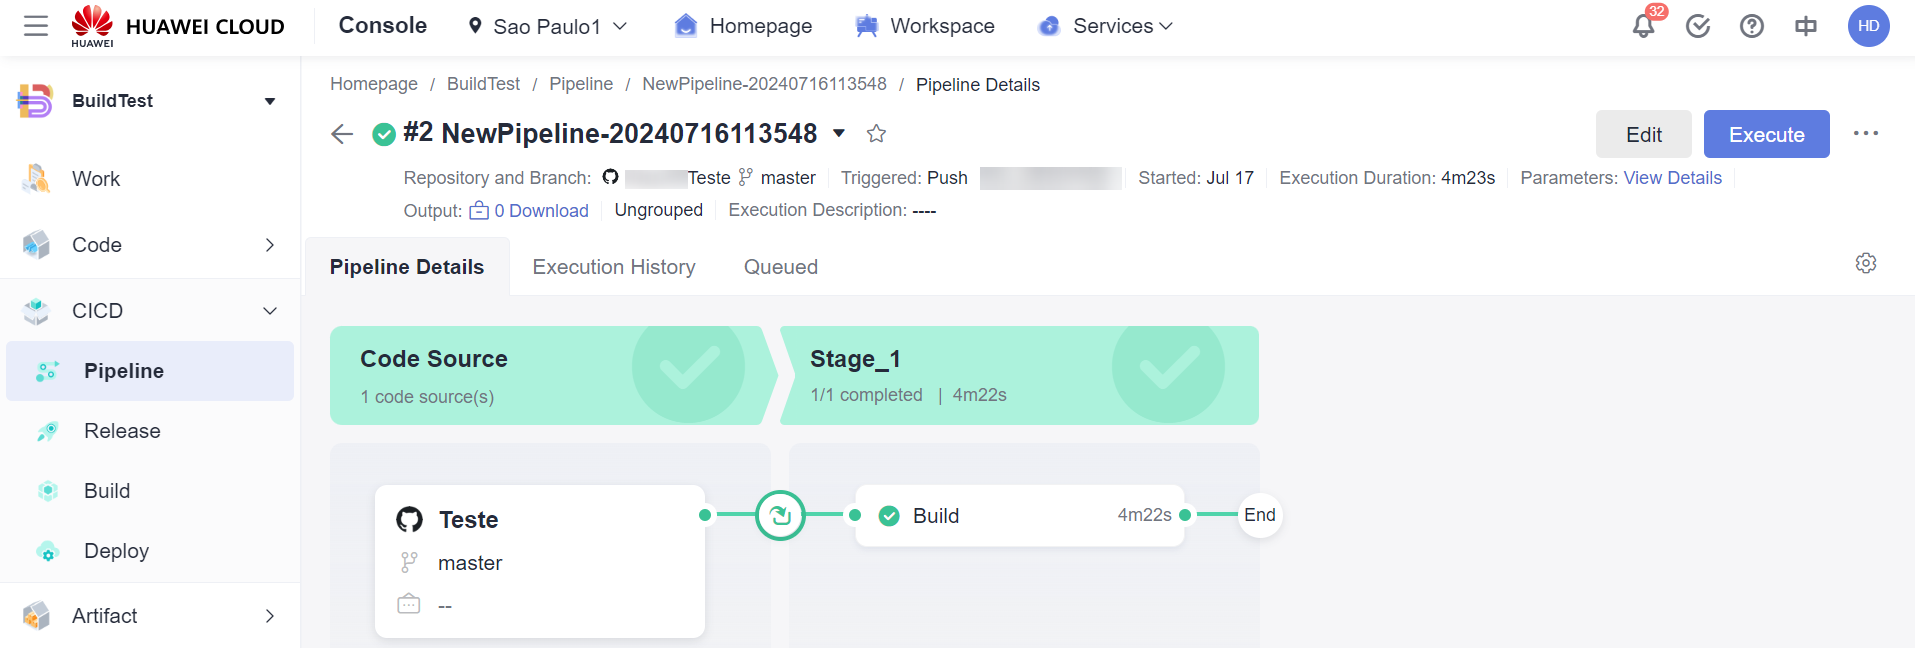 HUAWEI
HUAWEI CLOUD
Console
Sao Paulo1
Homepage
Workspace
Services
32
中
HD
BuildTest
Work
Code
CICD
Pipeline
Release
Build
Deploy
Artifact
Homepage / BuildTest / Pipeline / NewPipeline-20240716113548 / Pipeline Details
#2 NewPipeline-20240716113548
Edit
Execute
Repository and Branch: Teste master Triggered: Push Started: Jul 17 Execution Duration: 4m23s Parameters: View Details
Output: 0 Download Ungrouped Execution Description: ----
Pipeline Details
Execution History
Queued
Code Source
1 code source(s)
Stage_1
1/1 completed | 4m22s
Teste
master
--
Build
4m22s
End